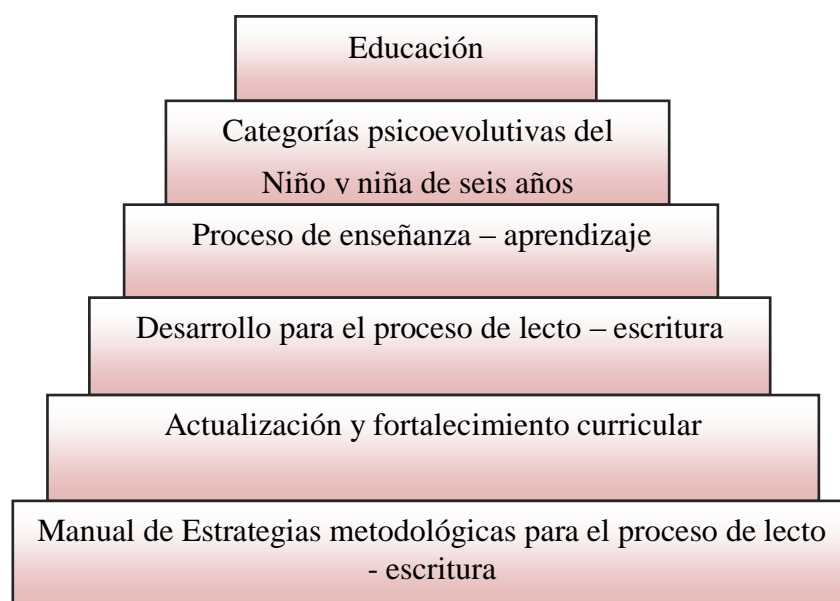 Educación
Categorías psicoevolutivas del
Niño y niña de seis años
Proceso de enseñanza – aprendizaje
Desarrollo para el proceso de lecto – escritura
Actualización y fortalecimiento curricular
Manual de Estrategias metodológicas para el proceso de lecto
- escritura